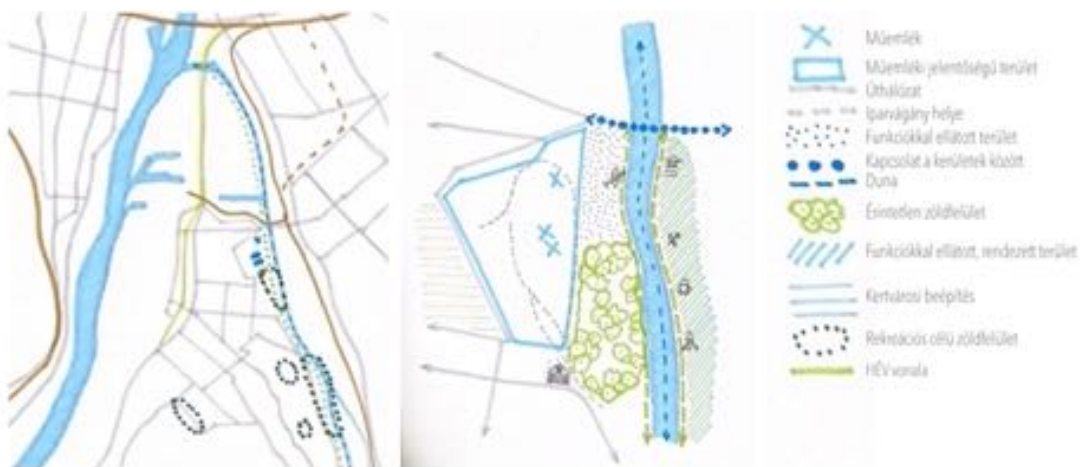 Műemlék
Műemléki jelentőségű terület
Úthálózat
Iparvágány helye
Funkciókkal ellátott terület
Kapcsolat a kerületek között
Duna
Érintetlen zöldfelület
Funkciókkal ellátott, rendezett terület
Kertvárosi beépítés
Rekreációs célú zöldfelület
HÉV vonala